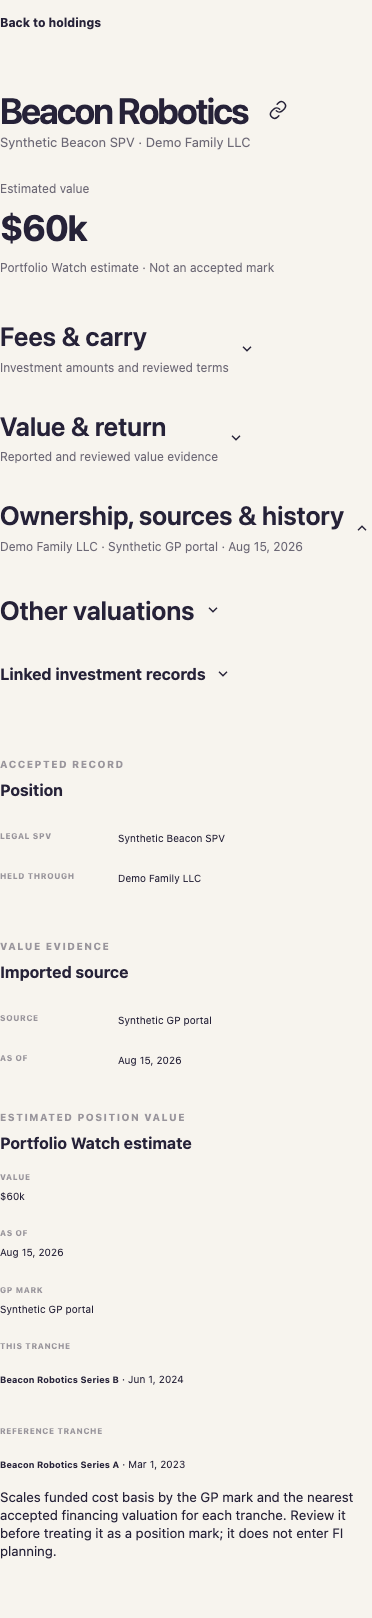 Back to holdings
Beacon Robotics
Synthetic Beacon SPV · Demo Family LLC
Estimated value
$60k
Portfolio Watch estimate · Not an accepted mark
Fees & carry
Investment amounts and reviewed terms
Value & return
Reported and reviewed value evidence
Ownership, sources & history
Demo Family LLC · Synthetic GP portal · Aug 15, 2026
Other valuations
Linked investment records
ACCEPTED RECORD
Position
LEGAL SPV Synthetic Beacon SPV
HELD THROUGH Demo Family LLC
VALUE EVIDENCE
Imported source
SOURCE Synthetic GP portal
AS OF Aug 15, 2026
ESTIMATED POSITION VALUE
Portfolio Watch estimate
VALUE
$60k
AS OF
Aug 15, 2026
GP MARK
Synthetic GP portal
THIS TRANCHE
Beacon Robotics Series B · Jun 1, 2024
REFERENCE TRANCHE
Beacon Robotics Series A · Mar 1, 2023
Scales funded cost basis by the GP mark and the nearest
accepted financing valuation for each tranche. Review it
before treating it as a position mark; it does not enter FI
planning.